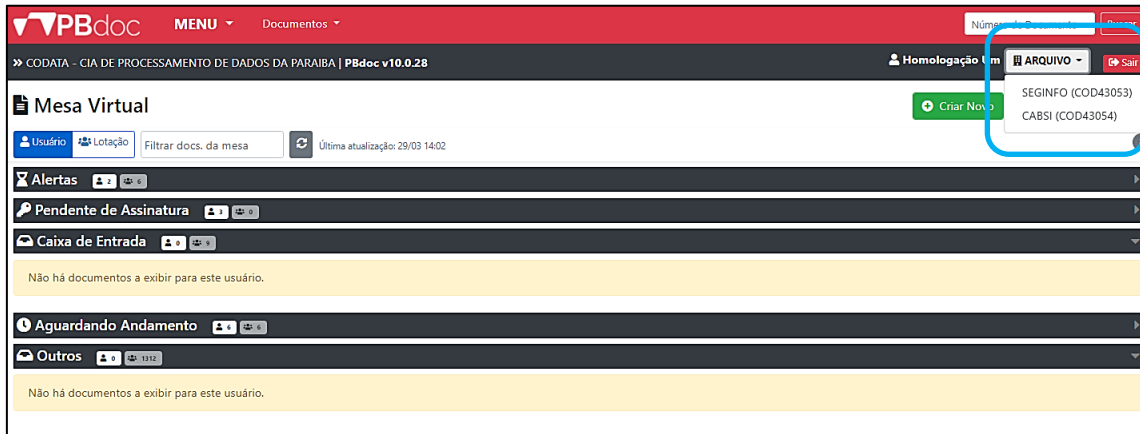 PBdoc MENU Documentos Número de Documento Buscar
» CODATA - CIA DE PROCESSAMENTO DE DADOS DA PARAIBA | PBdoc v10.0.28 Homologação Um ARQUIVO Sair
SEGINFO (COD43053)
CABSI (COD43054)
Mesa Virtual Criar Novo
Usuário Lotação Filtrar docs. da mesa Última atualização: 29/03 14:02
Alertas 2 6
Pendente de Assinatura 3 0
Caixa de Entrada 0 9
Não há documentos a exibir para este usuário.
Aguardando Andamento 6 6
Outros 0 1312
Não há documentos a exibir para este usuário.